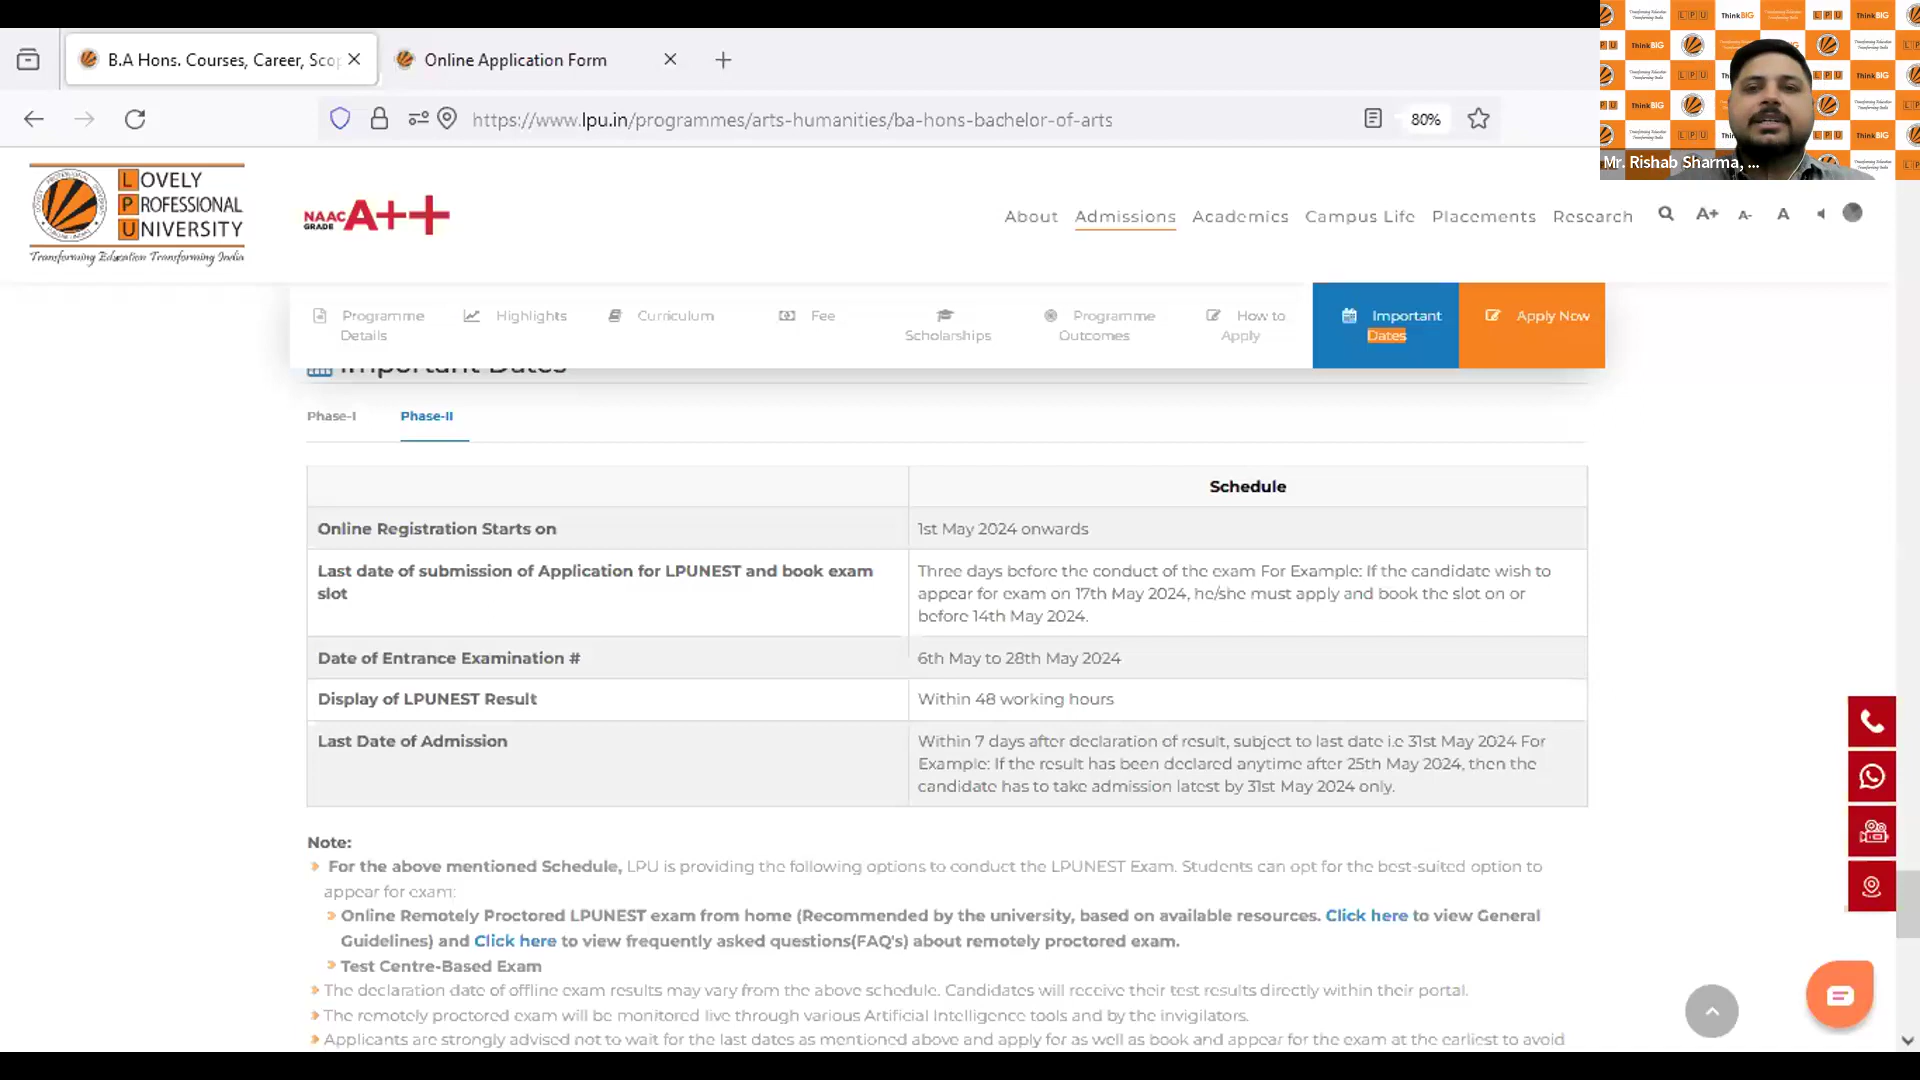 B.A Hons. Courses, Career, Sco
Online Application Form
https://www.lpu.in/programmes/arts-humanities/ba-hons-bachelor-of-arts
80%
Mr. Rishab Sharma, ...
LOVELY
PROFESSIONAL
UNIVERSITY
Transforming Education Transforming India
NAAC
GRADE
A++
About Admissions Academics Campus Life Placements Research A+ A- A
Programme Details
Highlights
Curriculum
Fee
Scholarships
Programme Outcomes
How to Apply
Important Dates
Apply Now
Important Dates
Phase-I Phase-II
Schedule
Online Registration Starts on
1st May 2024 onwards
Last date of submission of Application for LPUNEST and book exam
slot
Three days before the conduct of the exam For Example: If the candidate wish to
appear for exam on 17th May 2024, he/she must apply and book the slot on or
before 14th May 2024.
Date of Entrance Examination #
6th May to 28th May 2024
Display of LPUNEST Result
Within 48 working hours
Last Date of Admission
Within 7 days after declaration of result, subject to last date i.e 31st May 2024 For
Example: If the result has been declared anytime after 25th May 2024, then the
candidate has to take admission latest by 31st May 2024 only.
Note:
For the above mentioned Schedule, LPU is providing the following options to conduct the LPUNEST Exam. Students can opt for the best-suited option to
appear for exam:
Online Remotely Proctored LPUNEST exam from home (Recommended by the university, based on available resources. Click here to view General
Guidelines) and Click here to view frequently asked questions(FAQ's) about remotely proctored exam.
Test Centre-Based Exam
The declaration date of offline exam results may vary from the above schedule. Candidates will receive their test results directly within their portal.
The remotely proctored exam will be monitored live through various Artificial Intelligence tools and by the invigilators.
Applicants are strongly advised not to wait for the last dates as mentioned above and apply for as well as book and appear for the exam at the earliest to avoid